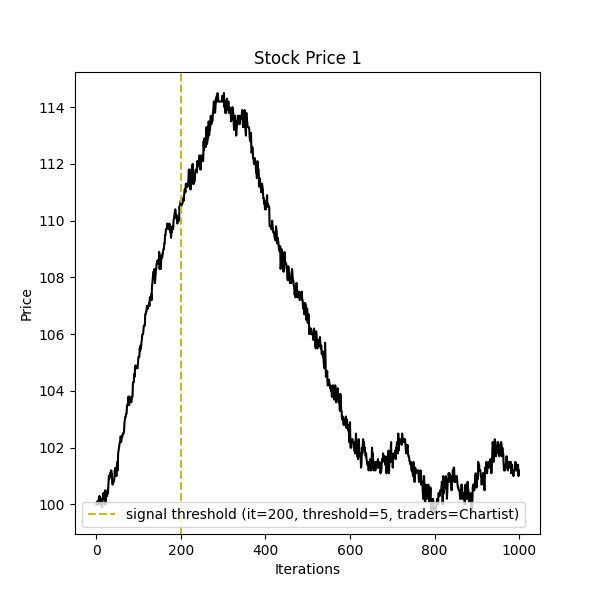 Stock Price 1
Price
114
112
110
108
106
104
102
100
signal threshold (it=200, threshold=5, traders=Chartist)
0 200 400 600 800 1000
Iterations